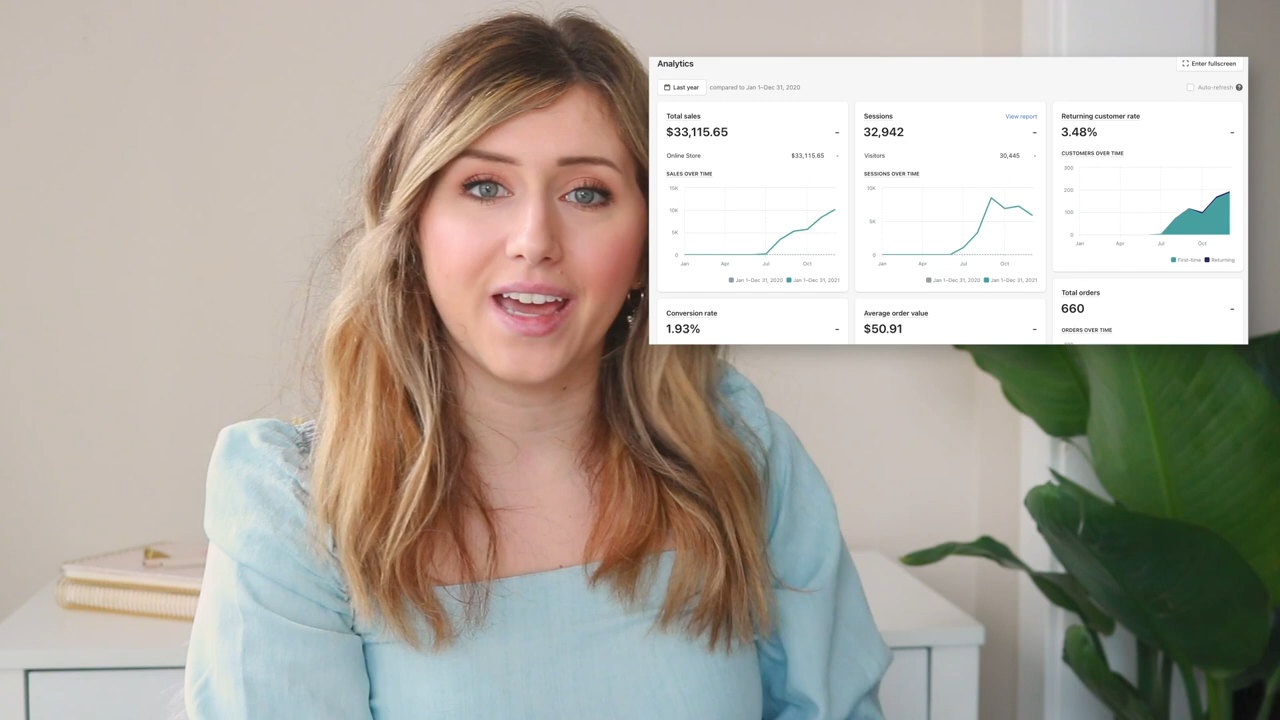 Analytics
Enter fullscreen
Last year compared to Jan 1–Dec 31, 2020
Auto-refresh ?
Total sales
$33,115.65 -
Online Store $33,115.65 -
SALES OVER TIME
15K
10K
5K
0
Jan Apr Jul Oct
Jan 1–Dec 31, 2020 Jan 1–Dec 31, 2021
Sessions View report
32,942 -
Visitors 30,445 -
SESSIONS OVER TIME
10K
5K
0
Jan Apr Jul Oct
Jan 1–Dec 31, 2020 Jan 1–Dec 31, 2021
Returning customer rate
3.48% -
CUSTOMERS OVER TIME
300
200
100
0
Jan Apr Jul Oct
First-time Returning
Conversion rate
1.93% -
Average order value
$50.91 -
Total orders
660 -
ORDERS OVER TIME